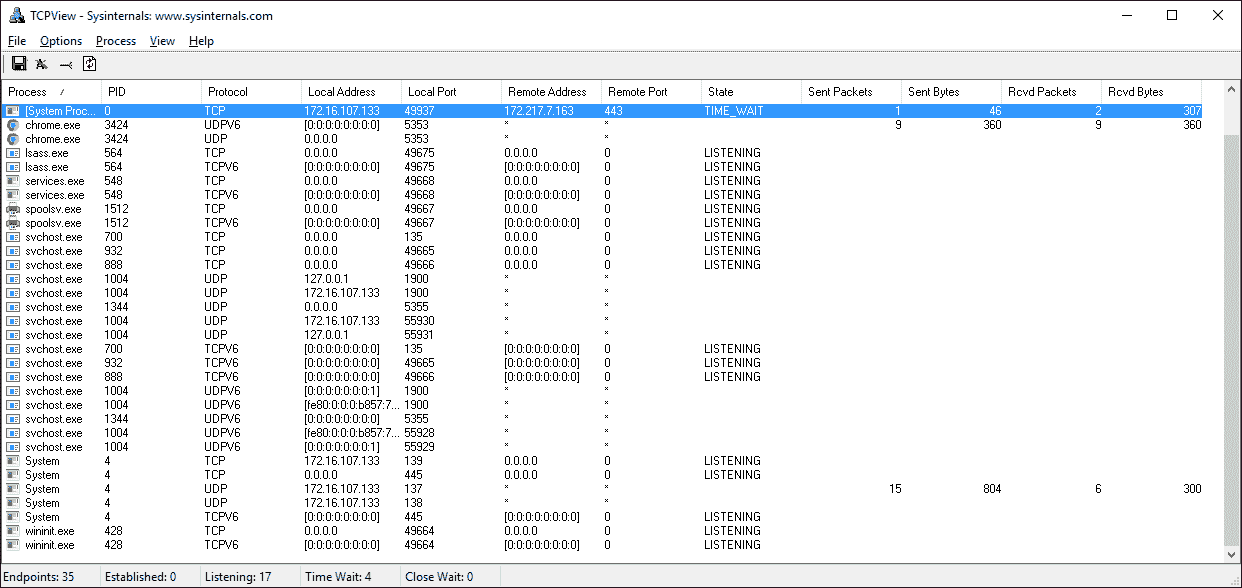 TCPView - Sysinternals: www.sysinternals.com
File Options Process View Help
Process / PID Protocol Local Address Local Port Remote Address Remote Port State Sent Packets Sent Bytes Rcvd Packets Rcvd Bytes
[System Proc... 0 TCP 172.16.107.133 49937 172.217.7.163 443 TIME_WAIT 1 46 2 307
chrome.exe 3424 UDPV6 [0:0:0:0:0:0:0:0] 5353 * * 9 360 9 360
chrome.exe 3424 UDP 0.0.0.0 5353 * *
lsass.exe 564 TCP 0.0.0.0 49675 0.0.0.0 0 LISTENING
lsass.exe 564 TCPV6 [0:0:0:0:0:0:0:0] 49675 [0:0:0:0:0:0:0:0] 0 LISTENING
services.exe 548 TCP 0.0.0.0 49668 0.0.0.0 0 LISTENING
services.exe 548 TCPV6 [0:0:0:0:0:0:0:0] 49668 [0:0:0:0:0:0:0:0] 0 LISTENING
spoolsv.exe 1512 TCP 0.0.0.0 49667 0.0.0.0 0 LISTENING
spoolsv.exe 1512 TCPV6 [0:0:0:0:0:0:0:0] 49667 [0:0:0:0:0:0:0:0] 0 LISTENING
svchost.exe 700 TCP 0.0.0.0 135 0.0.0.0 0 LISTENING
svchost.exe 932 TCP 0.0.0.0 49665 0.0.0.0 0 LISTENING
svchost.exe 888 TCP 0.0.0.0 49666 0.0.0.0 0 LISTENING
svchost.exe 1004 UDP 127.0.0.1 1900 * *
svchost.exe 1004 UDP 172.16.107.133 1900 * *
svchost.exe 1344 UDP 0.0.0.0 5355 * *
svchost.exe 1004 UDP 172.16.107.133 55930 * *
svchost.exe 1004 UDP 127.0.0.1 55931 * *
svchost.exe 700 TCPV6 [0:0:0:0:0:0:0:0] 135 [0:0:0:0:0:0:0:0] 0 LISTENING
svchost.exe 932 TCPV6 [0:0:0:0:0:0:0:0] 49665 [0:0:0:0:0:0:0:0] 0 LISTENING
svchost.exe 888 TCPV6 [0:0:0:0:0:0:0:0] 49666 [0:0:0:0:0:0:0:0] 0 LISTENING
svchost.exe 1004 UDPV6 [0:0:0:0:0:0:0:1] 1900 * *
svchost.exe 1004 UDPV6 [fe80:0:0:0:b857:7... 1900 * *
svchost.exe 1344 UDPV6 [0:0:0:0:0:0:0:0] 5355 * *
svchost.exe 1004 UDPV6 [fe80:0:0:0:b857:7... 55928 * *
svchost.exe 1004 UDPV6 [0:0:0:0:0:0:0:1] 55929 * *
System 4 TCP 172.16.107.133 139 0.0.0.0 0 LISTENING
System 4 TCP 0.0.0.0 445 0.0.0.0 0 LISTENING
System 4 UDP 172.16.107.133 137 * * 15 804 6 300
System 4 UDP 172.16.107.133 138 * *
System 4 TCPV6 [0:0:0:0:0:0:0:0] 445 [0:0:0:0:0:0:0:0] 0 LISTENING
wininit.exe 428 TCP 0.0.0.0 49664 0.0.0.0 0 LISTENING
wininit.exe 428 TCPV6 [0:0:0:0:0:0:0:0] 49664 [0:0:0:0:0:0:0:0] 0 LISTENING
Endpoints: 35 Established: 0 Listening: 17 Time Wait: 4 Close Wait: 0